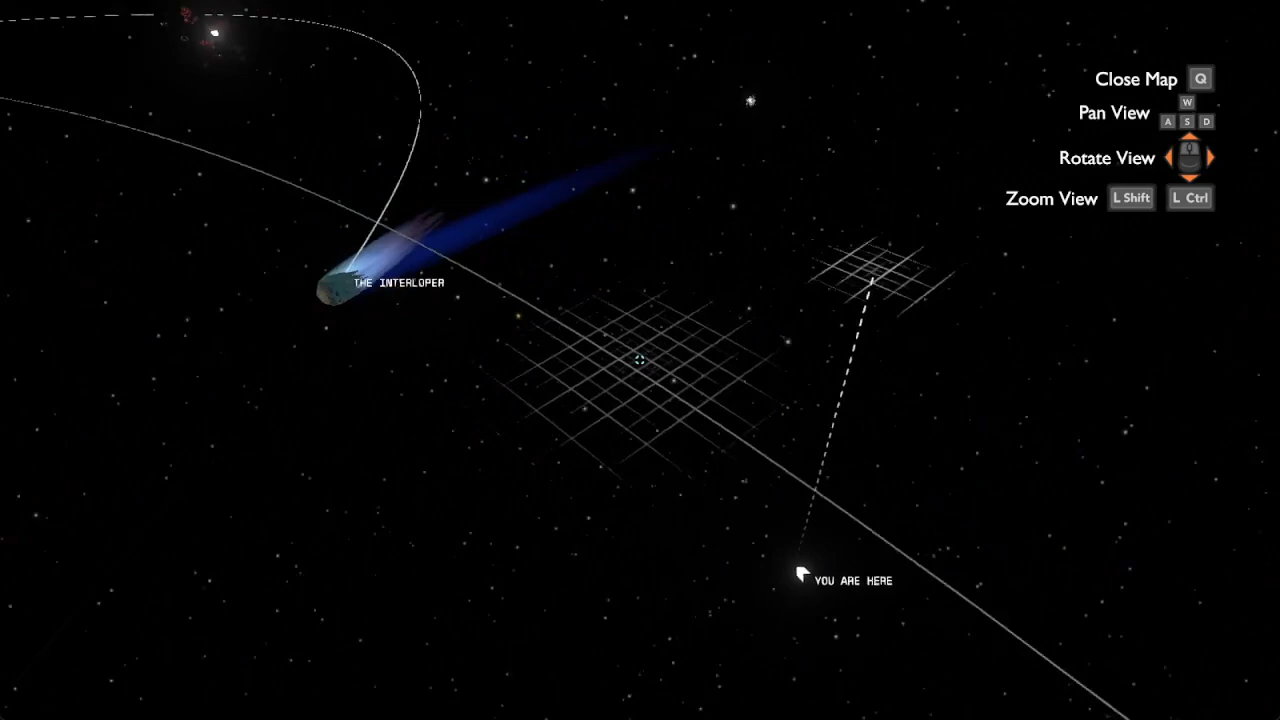 Close Map Q
Pan View W
A S D
Rotate View
Zoom View L Shift L Ctrl
THE INTERLOPER
YOU ARE HERE